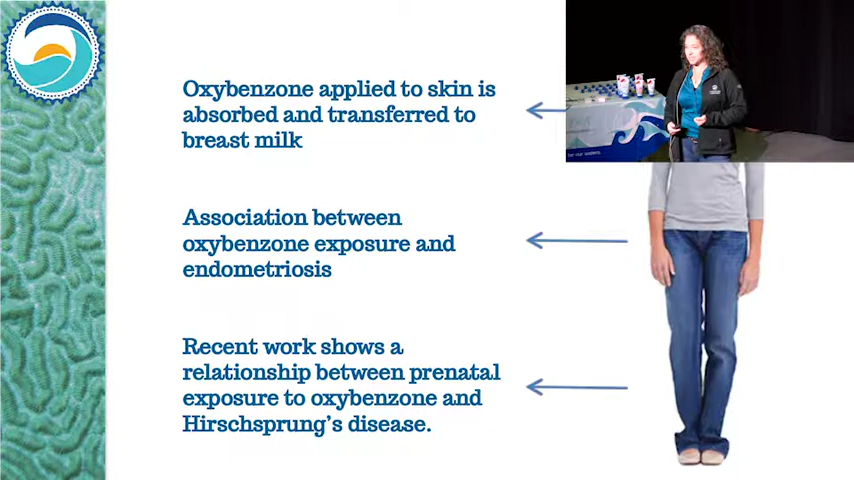 Oxybenzone applied to skin is
absorbed and transferred to
breast milk
Association between
oxybenzone exposure and
endometriosis
Recent work shows a
relationship between prenatal
exposure to oxybenzone and
Hirschsprung's disease.